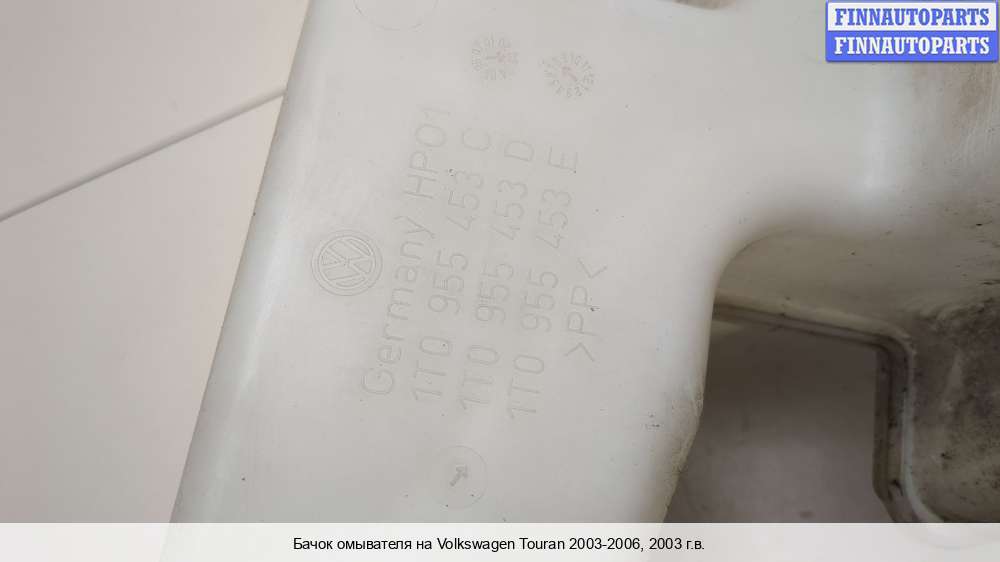 FINNAUTOPARTS
FINNAUTOPARTS
Germany HP01
1T0 955 453 C
1T0 955 453 D
1T0 955 453 E
>PP<
Бачок омывателя на Volkswagen Touran 2003-2006, 2003 г.в.